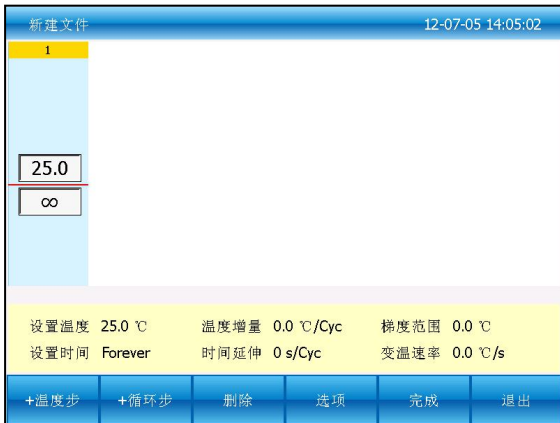 新建文件 12-07-05 14:05:02
1
25.0
∞
设置温度 25.0 ℃ 温度增量 0.0 ℃/Cyc 梯度范围 0.0 ℃
设置时间 Forever 时间延伸 0 s/Cyc 变温速率 0.0 ℃/s
+温度步 +循环步 删除 选项 完成 退出